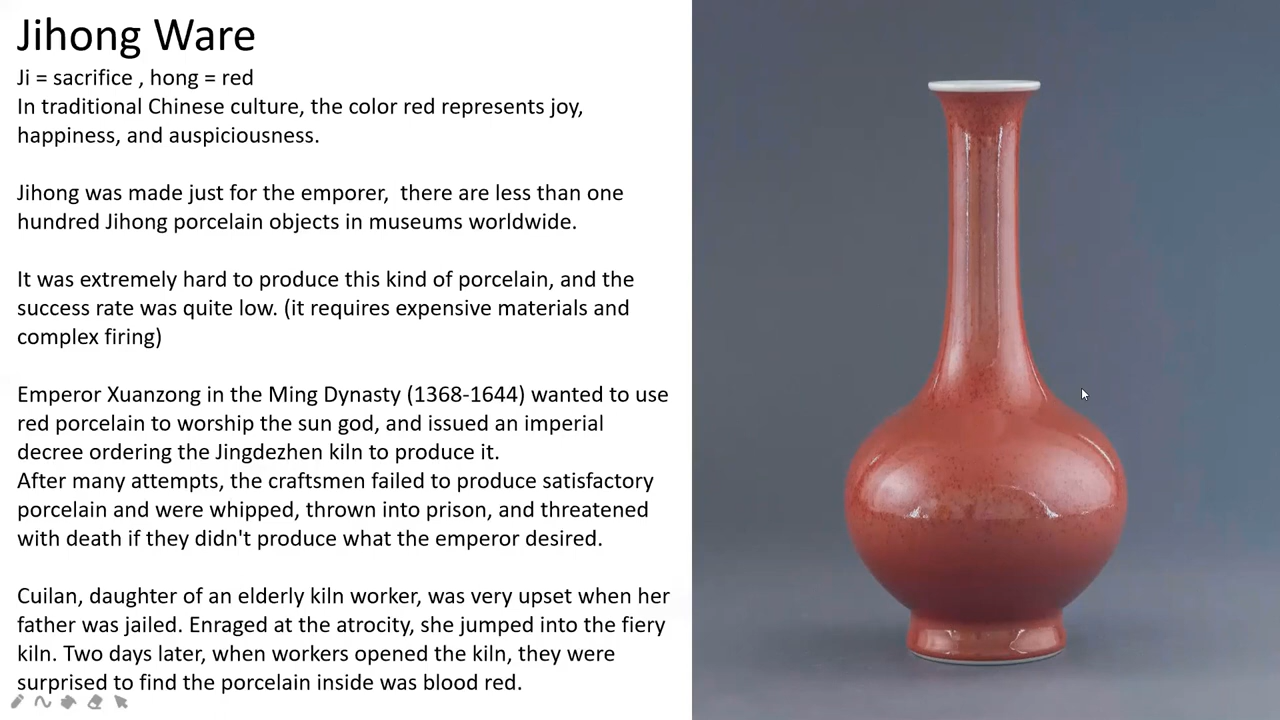 Jihong Ware
Ji = sacrifice , hong = red
In traditional Chinese culture, the color red represents joy,
happiness, and auspiciousness.
Jihong was made just for the emporer,  there are less than one
hundred Jihong porcelain objects in museums worldwide.
It was extremely hard to produce this kind of porcelain, and the
success rate was quite low. (it requires expensive materials and
complex firing)
Emperor Xuanzong in the Ming Dynasty (1368-1644) wanted to use
red porcelain to worship the sun god, and issued an imperial
decree ordering the Jingdezhen kiln to produce it.
After many attempts, the craftsmen failed to produce satisfactory
porcelain and were whipped, thrown into prison, and threatened
with death if they didn't produce what the emperor desired.
Cuilan, daughter of an elderly kiln worker, was very upset when her
father was jailed. Enraged at the atrocity, she jumped into the fiery
kiln. Two days later, when workers opened the kiln, they were
surprised to find the porcelain inside was blood red.